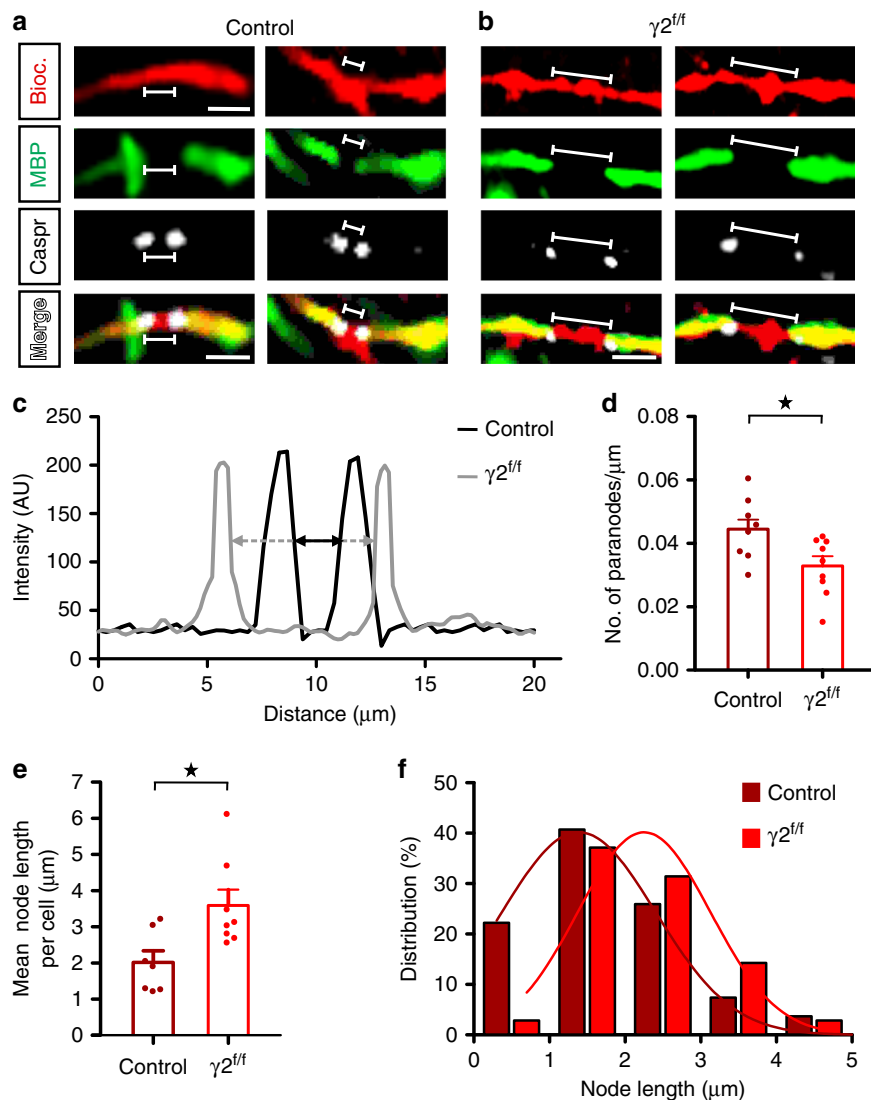 a
Control
b
γ2f/f
Bioc.
MBP
Caspr
Merge
c
250
200
150
100
50
0
Intensity (AU)
0 5 10 15 20
Distance (μm)
Control
γ2f/f
d
★
0.08
0.06
0.04
0.02
0.00
No. of paranodes/μm
Control
γ2f/f
e
★
7
6
5
4
3
2
1
0
Mean node length
per cell (μm)
Control
γ2f/f
f
50
40
30
20
10
0
Distribution (%)
Control
γ2f/f
0 1 2 3 4 5
Node length (μm)